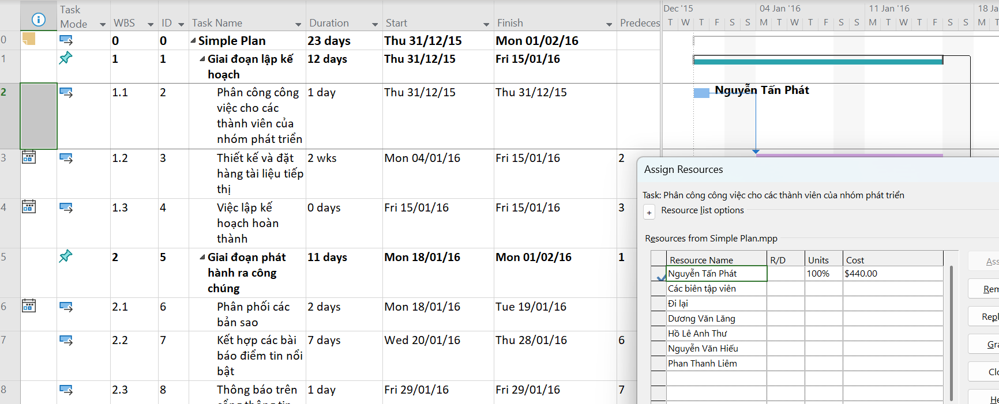 Task
Mode
WBS
ID
Task Name
Duration
Start
Finish
Predeces
Dec '15
04 Jan '16
11 Jan '16
18 Ja
T W T F S S M T W T F S S M T W T F S S M T
0 0 0 Simple Plan 23 days Thu 31/12/15 Mon 01/02/16
1 1 1 Giai đoạn lập kế 12 days Thu 31/12/15 Fri 15/01/16
hoạch
2 1.1 2 Phân công công 1 day Thu 31/12/15 Thu 31/12/15 Nguyễn Tấn Phát
việc cho các
thành viên của
nhóm phát triển
3 1.2 3 Thiết kế và đặt 2 wks Mon 04/01/16 Fri 15/01/16 2
hàng tài liệu tiếp
thị
4 1.3 4 Việc lập kế 0 days Fri 15/01/16 Fri 15/01/16 3
hoạch hoàn
thành
5 2 5 Giai đoạn phát 11 days Mon 18/01/16 Mon 01/02/16 1
hành ra công
chúng
6 2.1 6 Phân phối các 2 days Mon 18/01/16 Tue 19/01/16
bản sao
7 2.2 7 Kết hợp các bài 7 days Wed 20/01/16 Thu 28/01/16 6
báo điểm tin nổi
bật
8 2.3 8 Thông báo trên 1 day Fri 29/01/16 Fri 29/01/16 7
Assign Resources
Task: Phân công công việc cho các thành viên của nhóm phát triển
+ Resource list options
Resources from Simple Plan.mpp
Resource Name R/D Units Cost
Nguyễn Tấn Phát 100% $440.00
Các biên tập viên
Đi lại
Dương Văn Lăng
Hồ Lê Anh Thư
Nguyễn Văn Hiếu
Phan Thanh Liêm
Ass
Rem
Repl
Gra
Clo
He